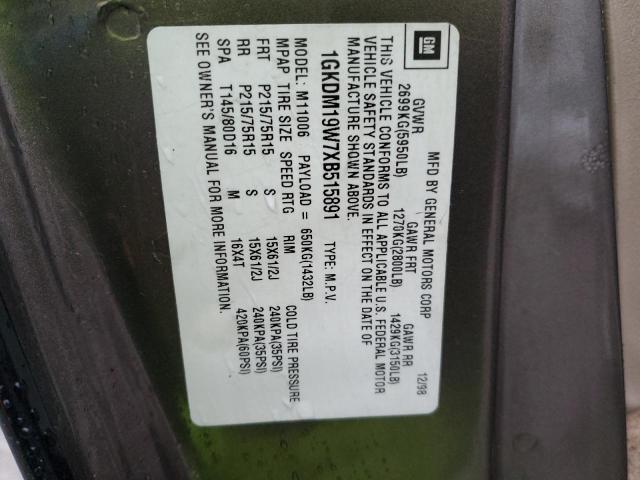 GM
MFD BY GENERAL MOTORS CORP 12/98
GVWR GAWR FRT GAWR RR
2699KG(5950LB) 1270KG(2800LB) 1429KG(3150LB)
THIS VEHICLE CONFORMS TO ALL APPLICABLE U.S. FEDERAL MOTOR
VEHICLE SAFETY STANDARDS IN EFFECT ON THE DATE OF
MANUFACTURE SHOWN ABOVE.
1GKDM19W7XB515891 TYPE: M.P.V.
MODEL: M11006 PAYLOAD = 650KG(1432LB)
MPAP TIRE SIZE SPEED RTG RIM COLD TIRE PRESSURE
FRT P215/75R15 S 15X61/2J 240KPA(35PSI)
RR P215/75R15 S 15X61/2J 240KPA(35PSI)
SPA T145/80D16 M 16X4T 420KPA(60PSI)
SEE OWNER'S MANUAL FOR MORE INFORMATION.